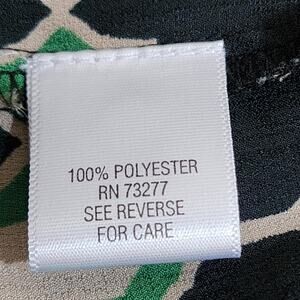 100% POLYESTER
RN 73277
SEE REVERSE
FOR CARE